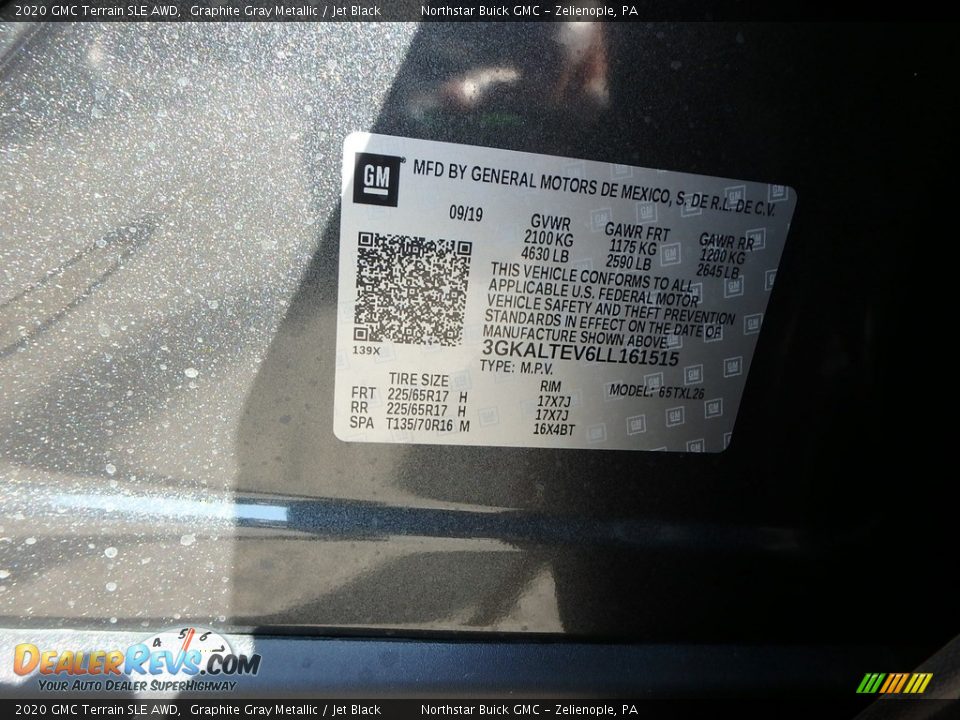 2020 GMC Terrain SLE AWD,  Graphite Gray Metallic / Jet Black        Northstar Buick GMC - Zelienople, PA
GM® MFD BY GENERAL MOTORS DE MEXICO, S. DE R.L. DE C.V.
09/19 GVWR GAWR FRT GAWR RR
2100 KG 1175 KG 1200 KG
4630 LB 2590 LB 2645 LB
THIS VEHICLE CONFORMS TO ALL
APPLICABLE U.S. FEDERAL MOTOR
VEHICLE SAFETY AND THEFT PREVENTION
STANDARDS IN EFFECT ON THE DATE OF
MANUFACTURE SHOWN ABOVE.
139X 3GKALTEV6LL161515
TYPE: M.P.V.
TIRE SIZE RIM MODEL: 65TXL26
FRT 225/65R17 H 17X7J
RR 225/65R17 H 17X7J
SPA T135/70R16 M 16X4BT
4 5 6
DealerRevs.com
Your Auto Dealer SuperHighway
2020 GMC Terrain SLE AWD,  Graphite Gray Metallic / Jet Black        Northstar Buick GMC - Zelienople, PA